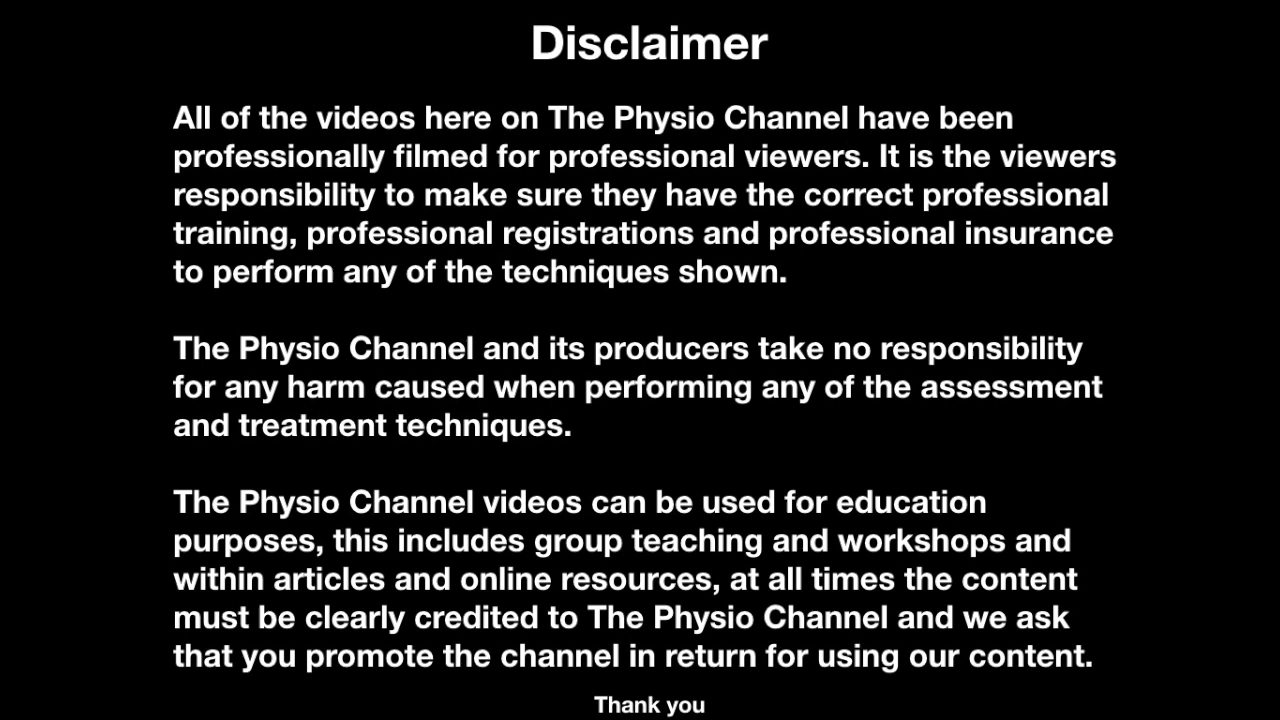 Disclaimer
All of the videos here on The Physio Channel have been
professionally filmed for professional viewers. It is the viewers
responsibility to make sure they have the correct professional
training, professional registrations and professional insurance
to perform any of the techniques shown.
The Physio Channel and its producers take no responsibility
for any harm caused when performing any of the assessment
and treatment techniques.
The Physio Channel videos can be used for education
purposes, this includes group teaching and workshops and
within articles and online resources, at all times the content
must be clearly credited to The Physio Channel and we ask
that you promote the channel in return for using our content.
Thank you